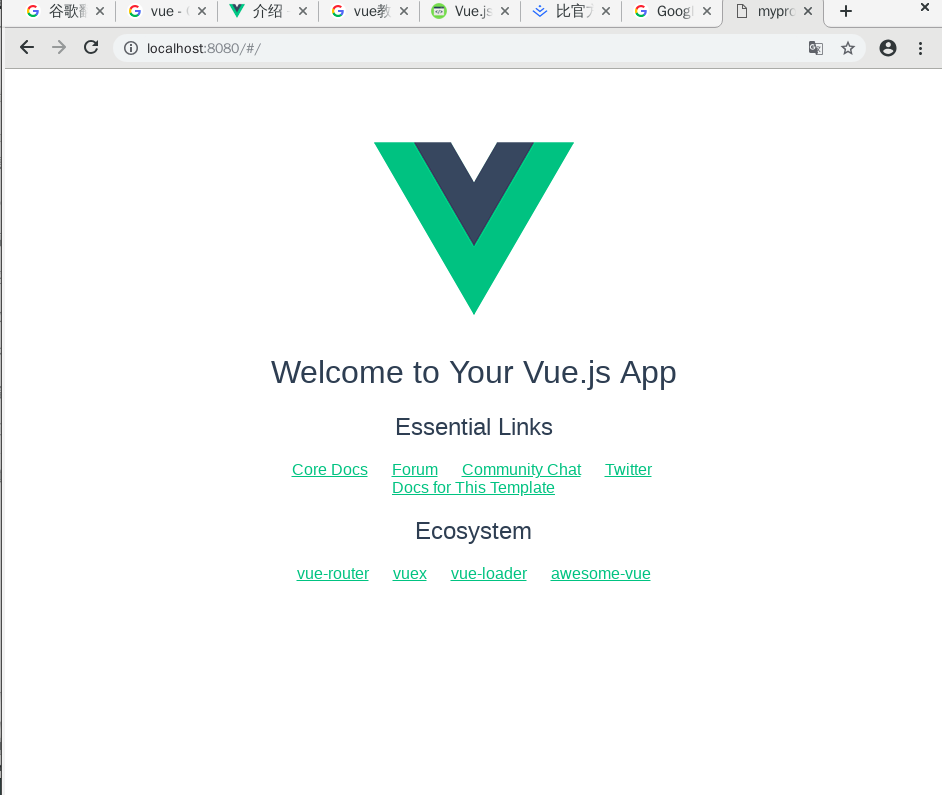 谷歌翻 vue - 介绍 - vue教 Vue.js 比官方 Googl mypro
localhost:8080/#/
Welcome to Your Vue.js App
Essential Links
Core Docs Forum Community Chat Twitter
Docs for This Template
Ecosystem
vue-router vuex vue-loader awesome-vue